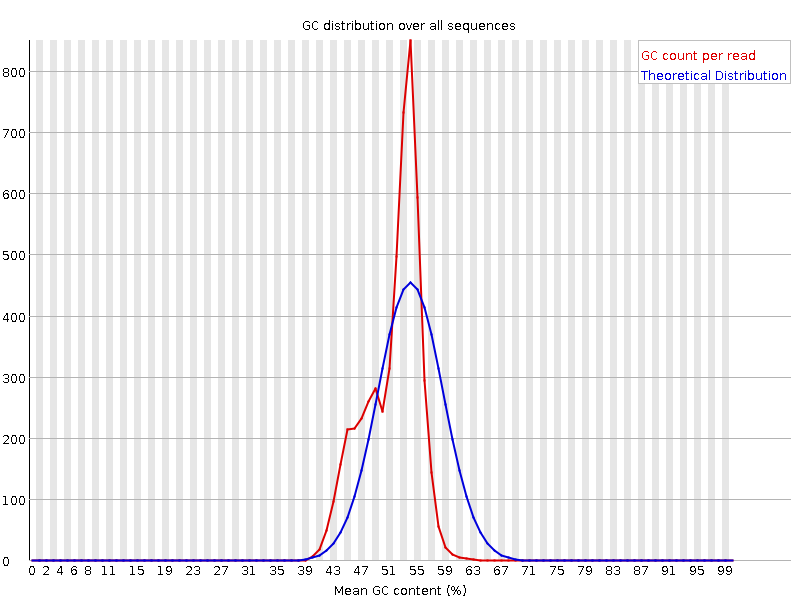 GC distribution over all sequences
GC count per read
Theoretical Distribution
800
700
600
500
400
300
200
100
0
0 2 4 6 8 11 15 19 23 27 31 35 39 43 47 51 55 59 63 67 71 75 79 83 87 91 95 99
Mean GC content (%)